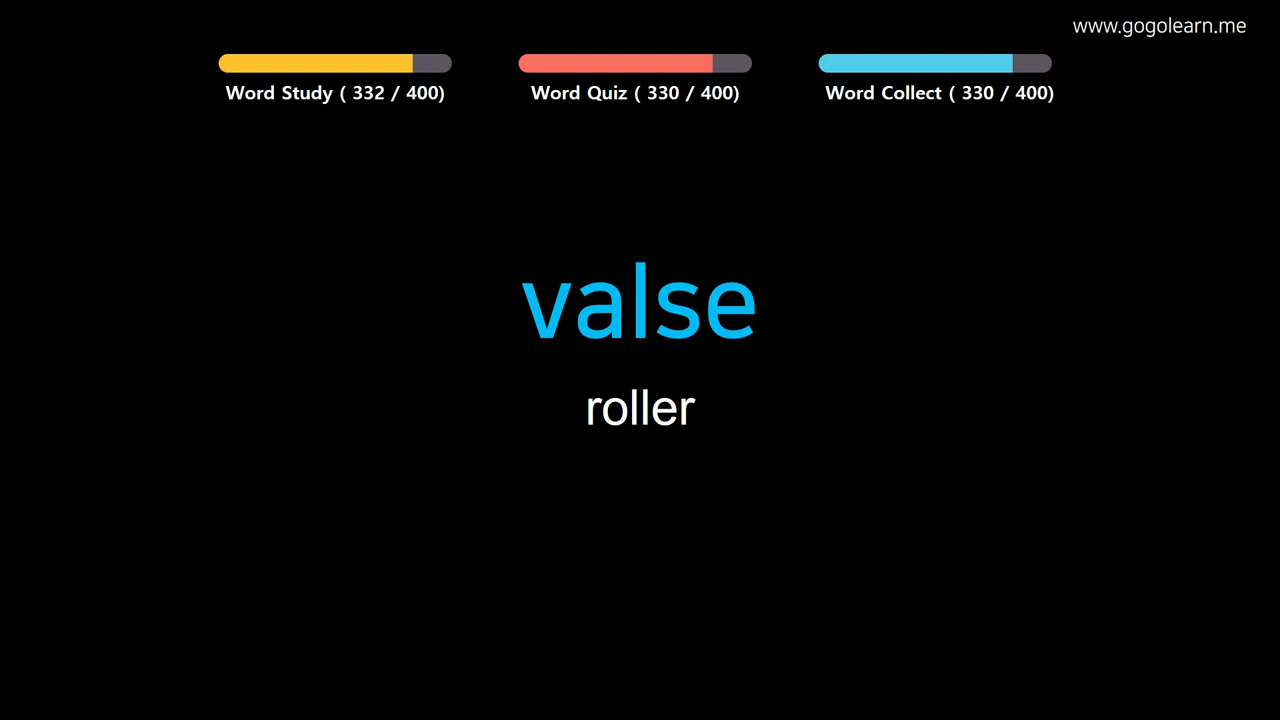 www.gogolearn.me
Word Study ( 332 / 400)
Word Quiz ( 330 / 400)
Word Collect ( 330 / 400)
valse
roller